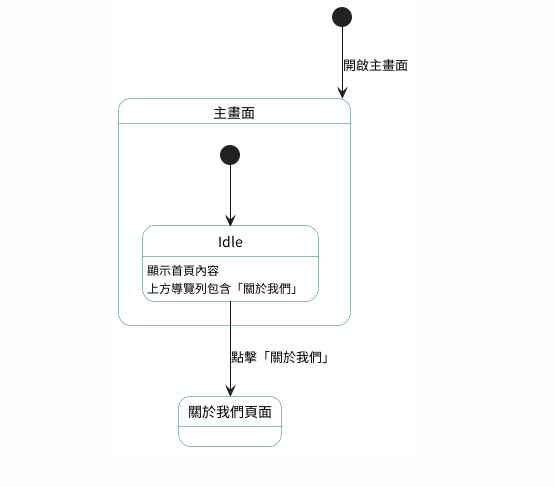 開啟主畫面
主畫面
Idle
顯示首頁內容
上方導覽列包含「關於我們」
點擊「關於我們」
關於我們頁面